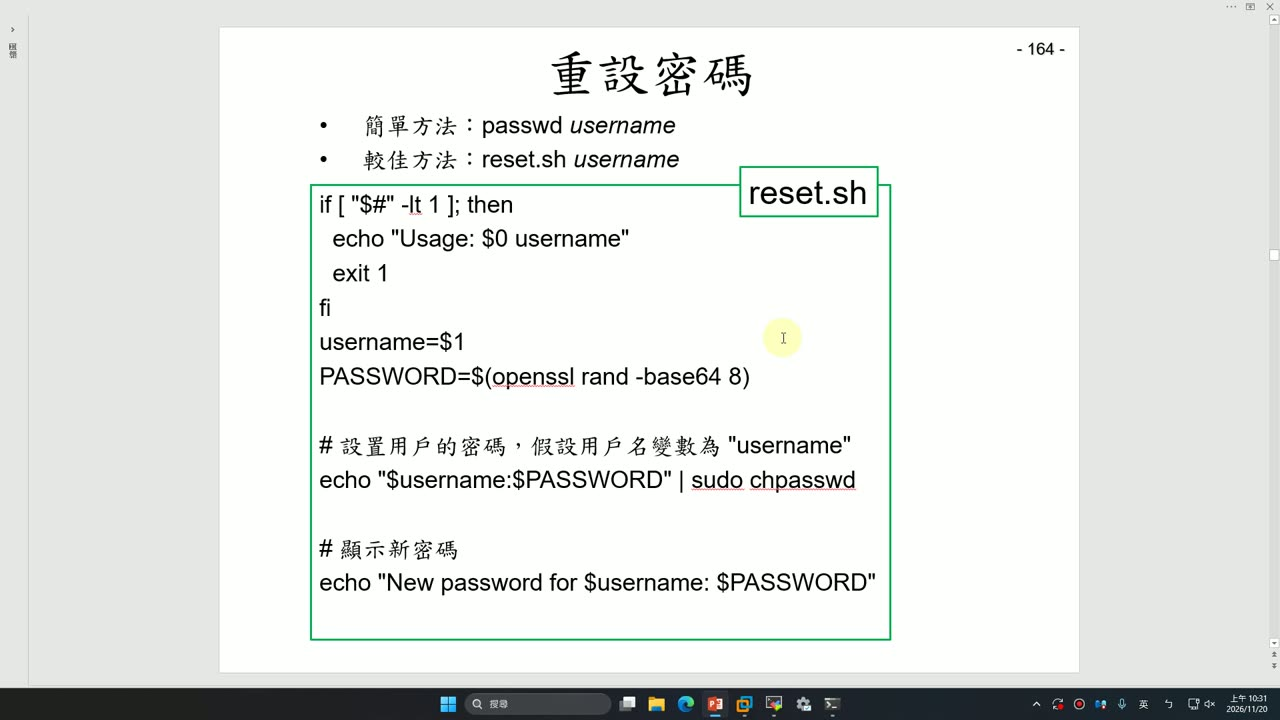 - 164 -
重設密碼
• 簡單方法：passwd username
• 較佳方法：reset.sh username
reset.sh
if [ "$#" -lt 1 ]; then
  echo "Usage: $0 username"
  exit 1
fi
username=$1
PASSWORD=$(openssl rand -base64 8)
# 設置用戶的密碼，假設用戶名變數為 "username"
echo "$username:$PASSWORD" | sudo chpasswd
# 顯示新密碼
echo "New password for $username: $PASSWORD"
搜尋
英
ㄅ
上午 10:31
2026/11/20